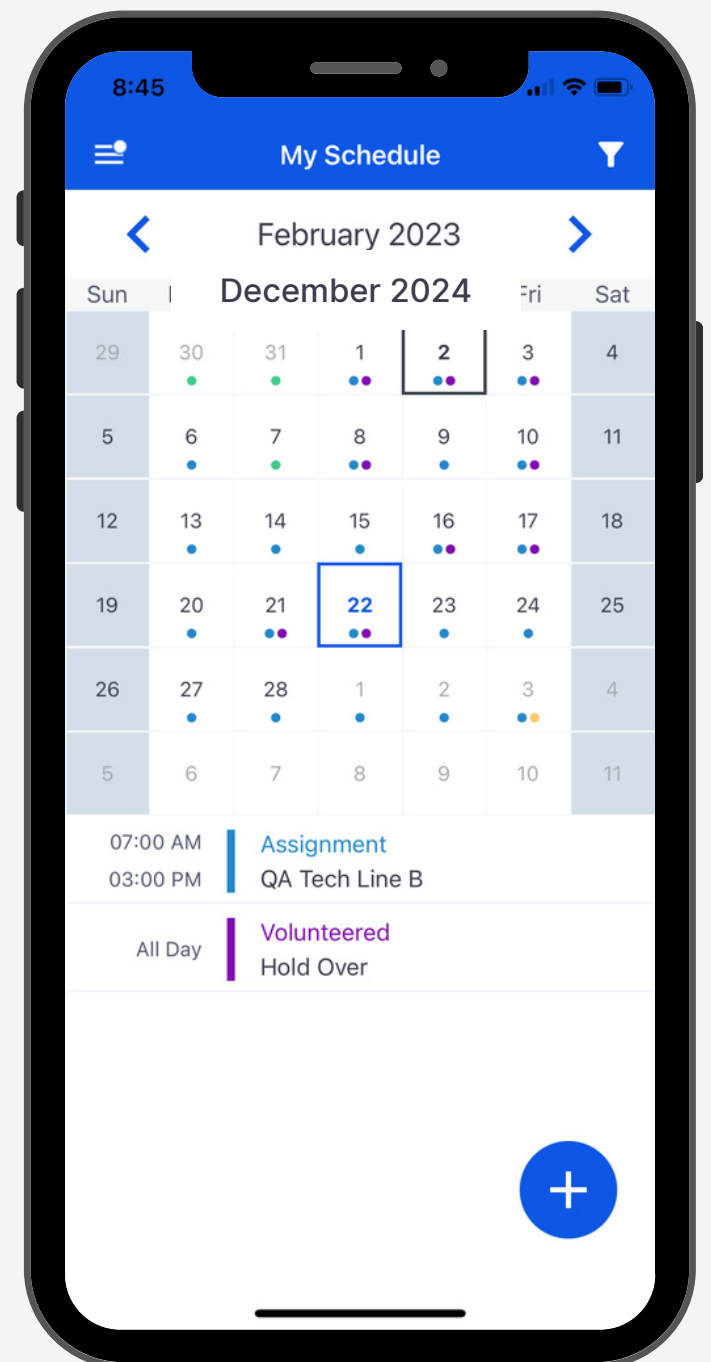 8:45
My Schedule
February 2023
December 2024
Sun Fri Sat
29 30 31 1 2 3 4
5 6 7 8 9 10 11
12 13 14 15 16 17 18
19 20 21 22 23 24 25
26 27 28 1 2 3 4
5 6 7 8 9 10 11
07:00 AM Assignment
03:00 PM QA Tech Line B
Volunteered
All Day
Hold Over